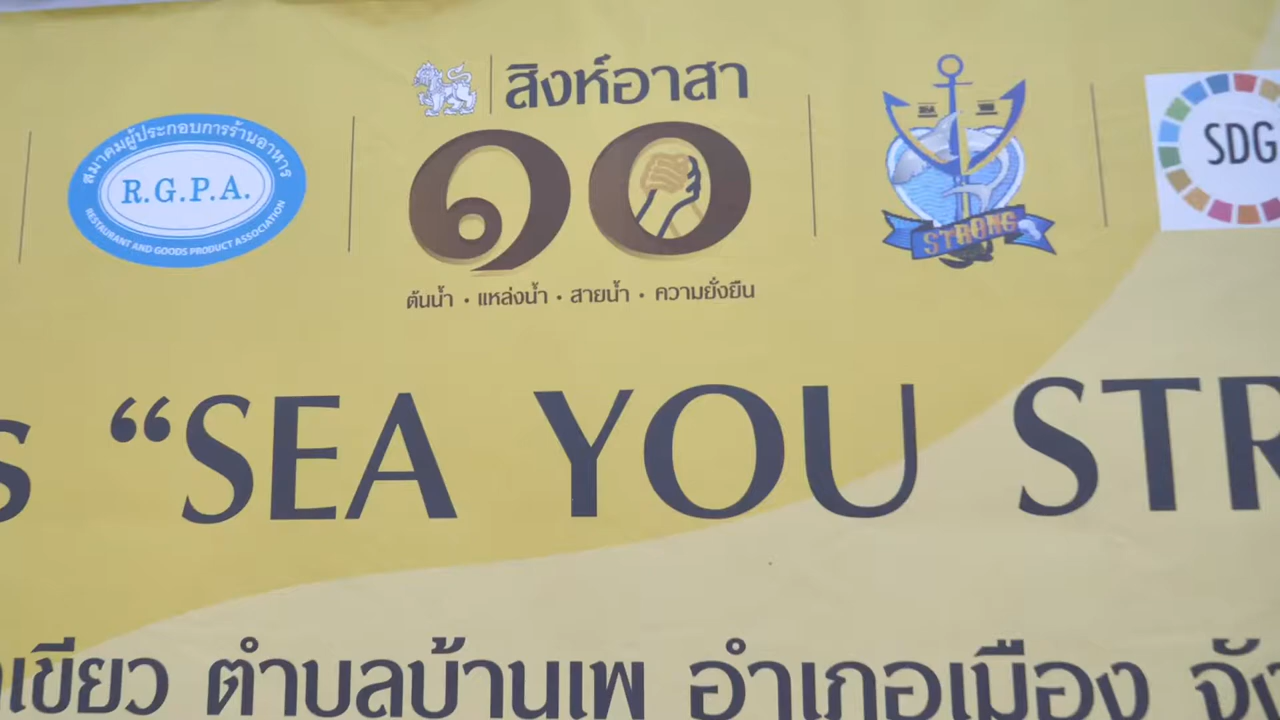 สมาคมผู้ประกอบการร้านอาหาร
R.G.P.A.
RESTAURANT AND GOODS PRODUCT ASSOCIATION
สิงห์อาสา
๑๐
ต้นน้ำ • แหล่งน้ำ • สายน้ำ • ความยั่งยืน
SEA
STRONG
SDG
"SEA YOU STR
เขียว ตำบลบ้านเพ อำเภอเมือง จัง